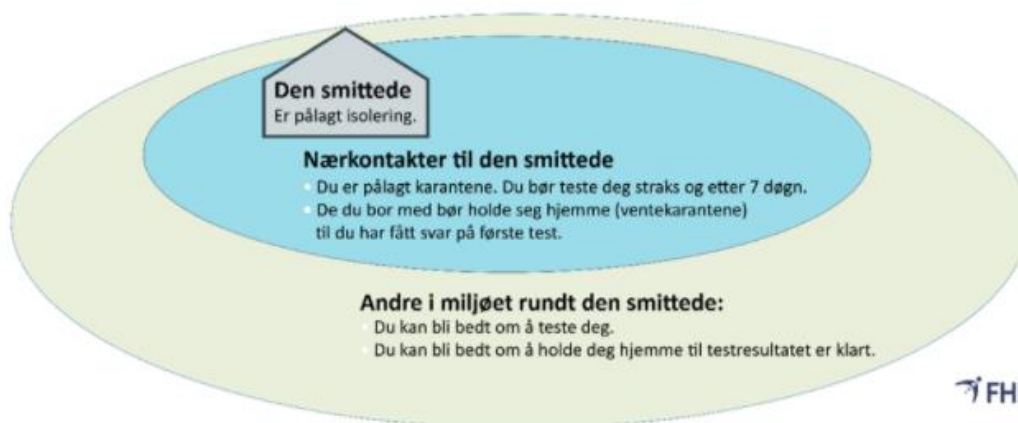 Den smittede
Er pålagt isolering.
Nærkontakter til den smittede
Du er pålagt karantene. Du bør teste deg straks og etter 7 døgn.
De du bor med bør holde seg hjemme (ventekarantene)
til du har fått svar på første test.
Andre i miljøet rundt den smittede:
Du kan bli bedt om å teste deg.
Du kan bli bedt om å holde deg hjemme til testresultatet er klart.
FH